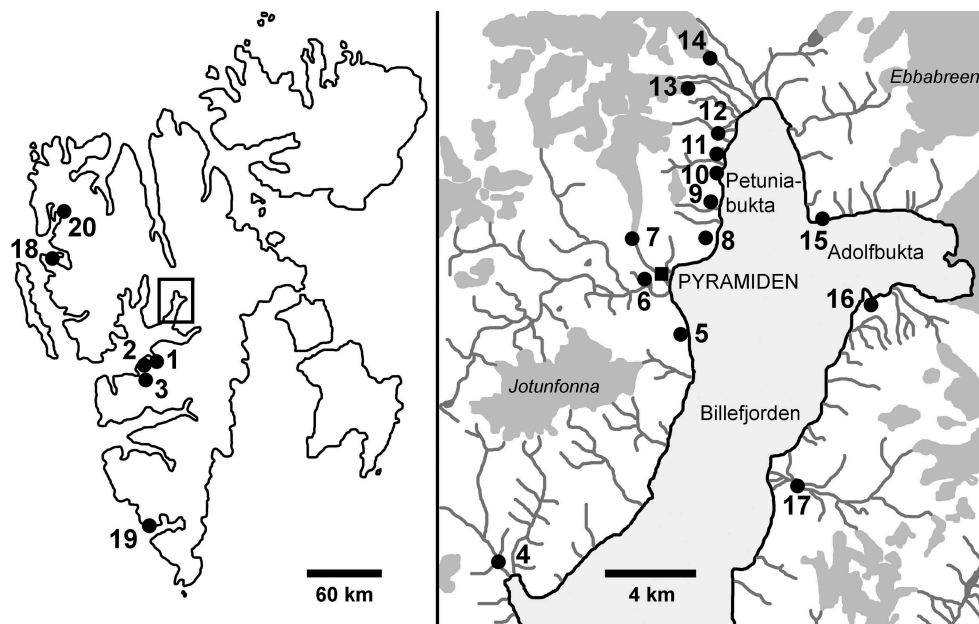 20
18
2
1
3
19
60 km
14
13
12
11
10
9
8
7
6
5
4
Ebbabreen
Petunia-
bukta
15
Adolfbukta
PYRAMIDEN
16
Jotunfonna
Billefjorden
17
4 km